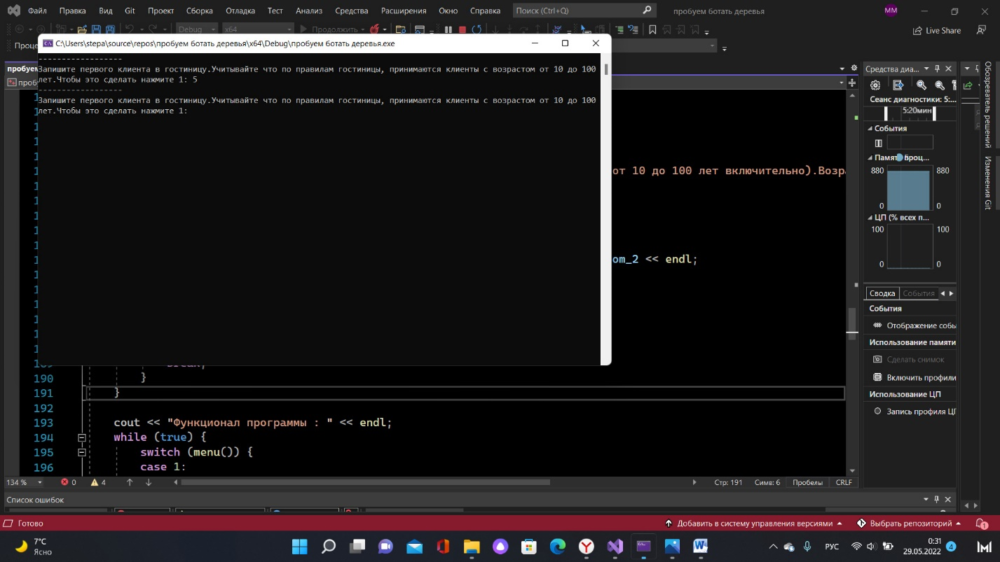 Файл Правка Вид Git Проект Сборка Отладка Тест Анализ Средства Расширения Окно Справка Поиск (Ctrl+Q) пробуем ботать деревья MM
Debug x64 Продолжить Live Share
Проце
C:\Users\stepa\source\repos\пробуем ботать деревья\x64\Debug\пробуем ботать деревья.exe
------------------
Запишите первого клиента в гостиницу.Учитывайте что по правилам гостиницы, принимаются клиенты с возрастом от 10 до 100
лет.Чтобы это сделать нажмите 1: 5
------------------
Запишите первого клиента в гостиницу.Учитывайте что по правилам гостиницы, принимаются клиенты с возрастом от 10 до 100
лет.Чтобы это сделать нажмите 1:
от 10 до 100 лет включительно).Возра
om_2 << endl;
189 break;
190 }
191 }
192
193 cout << "Функционал программы : " << endl;
194 while (true) {
195 switch (menu()) {
196 case 1:
134 % 0 4 Стр: 191 Симв: 6 Пробелы CRLF
Средства диа...
Сеанс диагностики: 5:...
5:20мин
События
880 880
0 0
ЦП (% всех п...
100 100
0 0
Сводка События
События
Отображение собы
Использование памяти
Сделать снимок
Включить профили
Использование ЦП
Запись профиля ЦП
Обозреватель решений
Изменения Git
Список ошибок
Готово Добавить в систему управления версиями Выбрать репозиторий 1
7°C
Ясно
РУС
0:31
29.05.2022
4